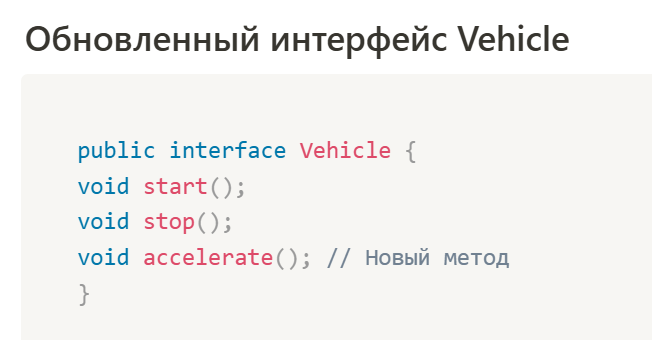 Обновленный интерфейс Vehicle
public interface Vehicle {
void start();
void stop();
void accelerate(); // Новый метод
}